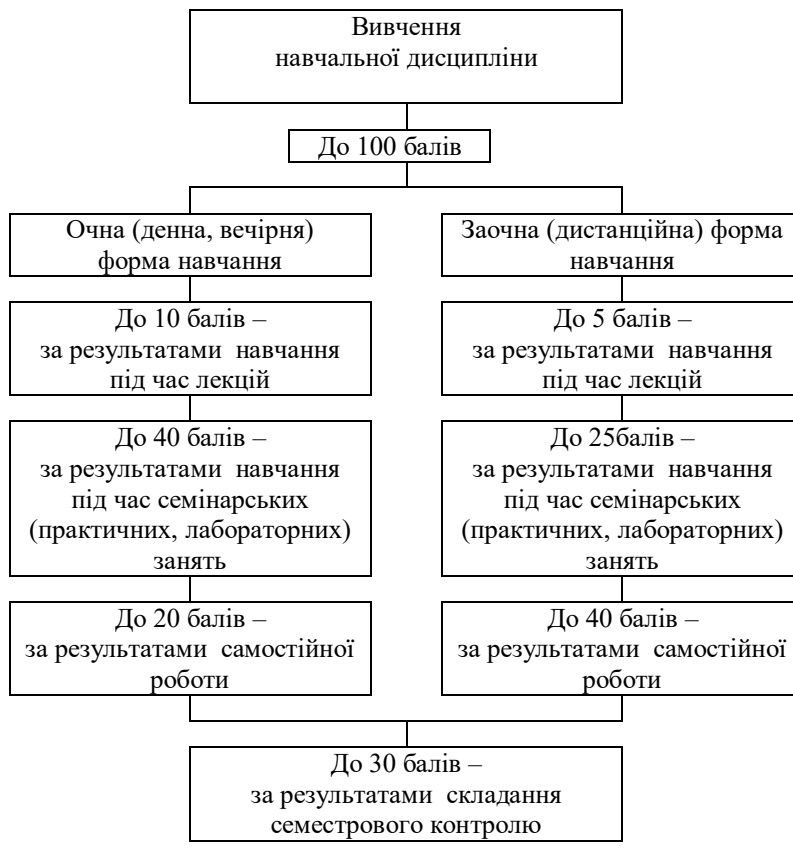 Вивчення
навчальної дисципліни
До 100 балів
Очна (денна, вечірня)
форма навчання
Заочна (дистанційна) форма
навчання
До 10 балів –
за результатами навчання
під час лекцій
До 5 балів –
за результатами навчання
під час лекцій
До 40 балів –
за результатами навчання
під час семінарських
(практичних, лабораторних)
занять
До 25балів –
за результатами навчання
під час семінарських
(практичних, лабораторних)
занять
До 20 балів –
за результатами самостійної
роботи
До 40 балів –
за результатами самостійної
роботи
До 30 балів –
за результатами складання
семестрового контролю